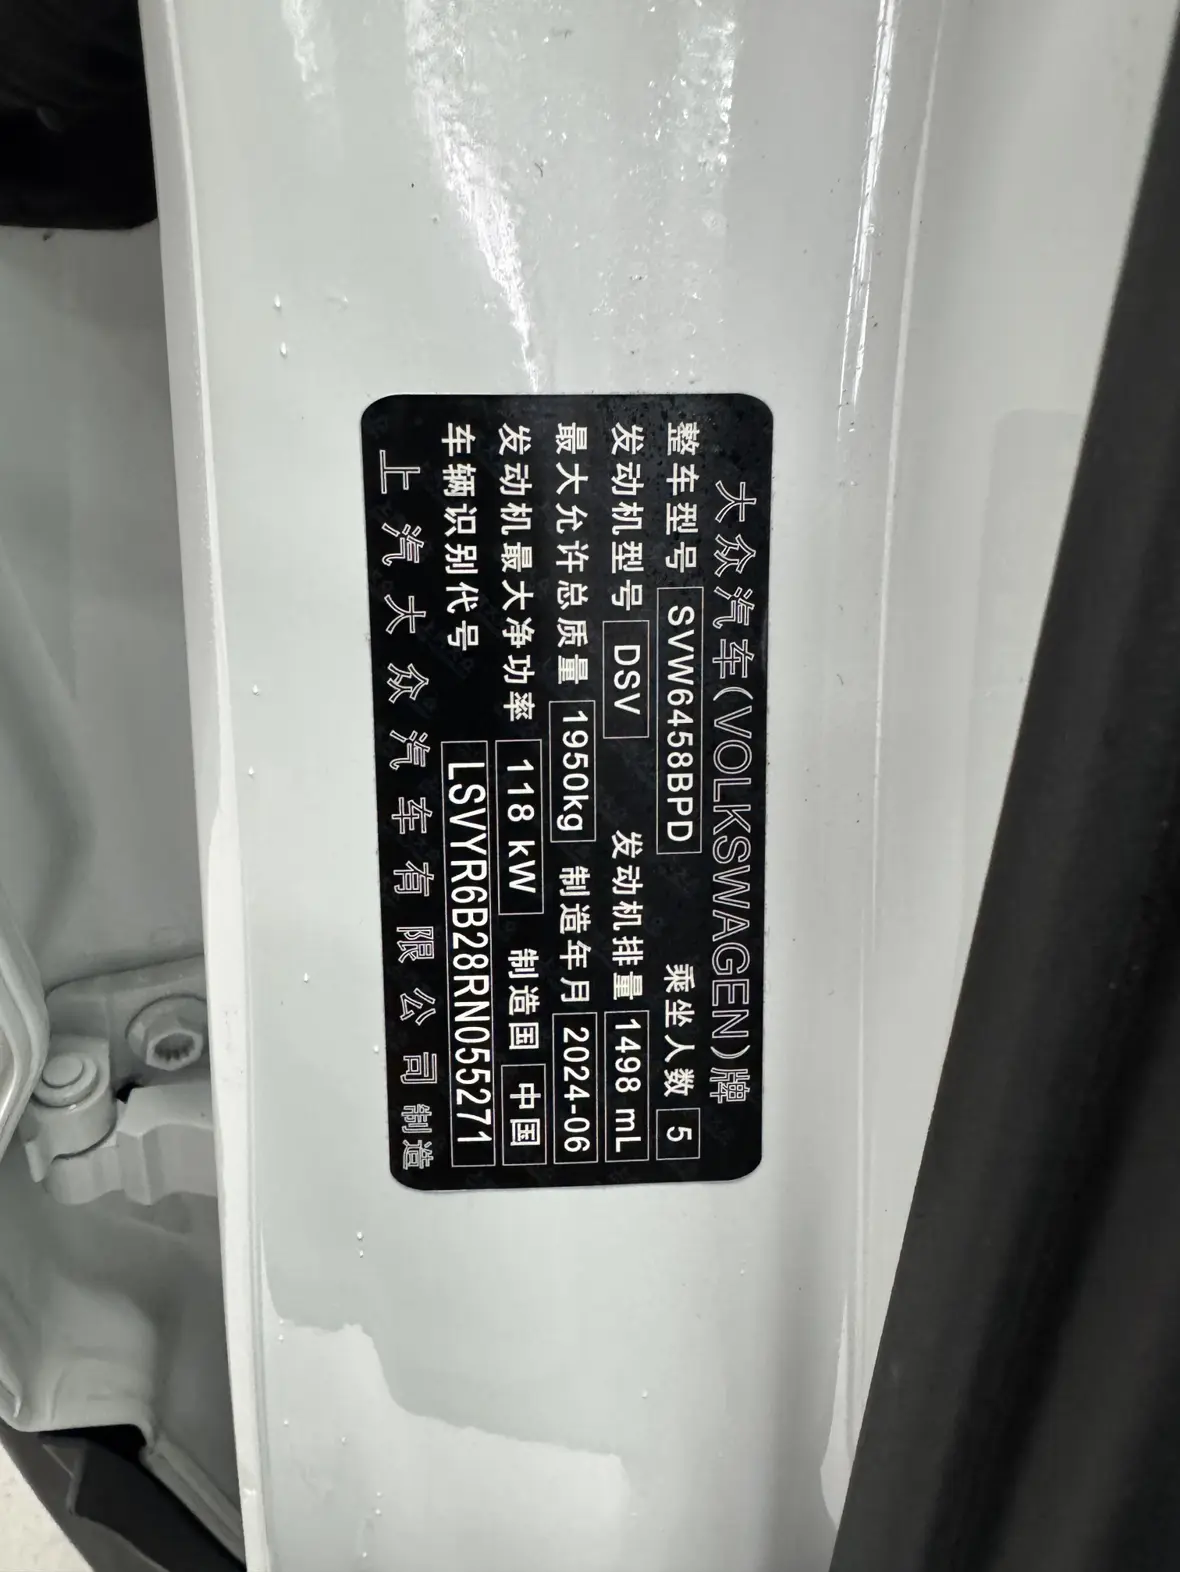 大众汽车(VOLKSWAGEN)牌
整车型号 SVW6458BPD 乘坐人数 5
发动机型号 DSV 发动机排量 1498 mL
最大允许总质量 1950kg 制造年月 2024-06
发动机最大净功率 118 kW 制造国 中国
车辆识别代号 LSVYR6B28RN055271
上汽大众汽车有限公司制造